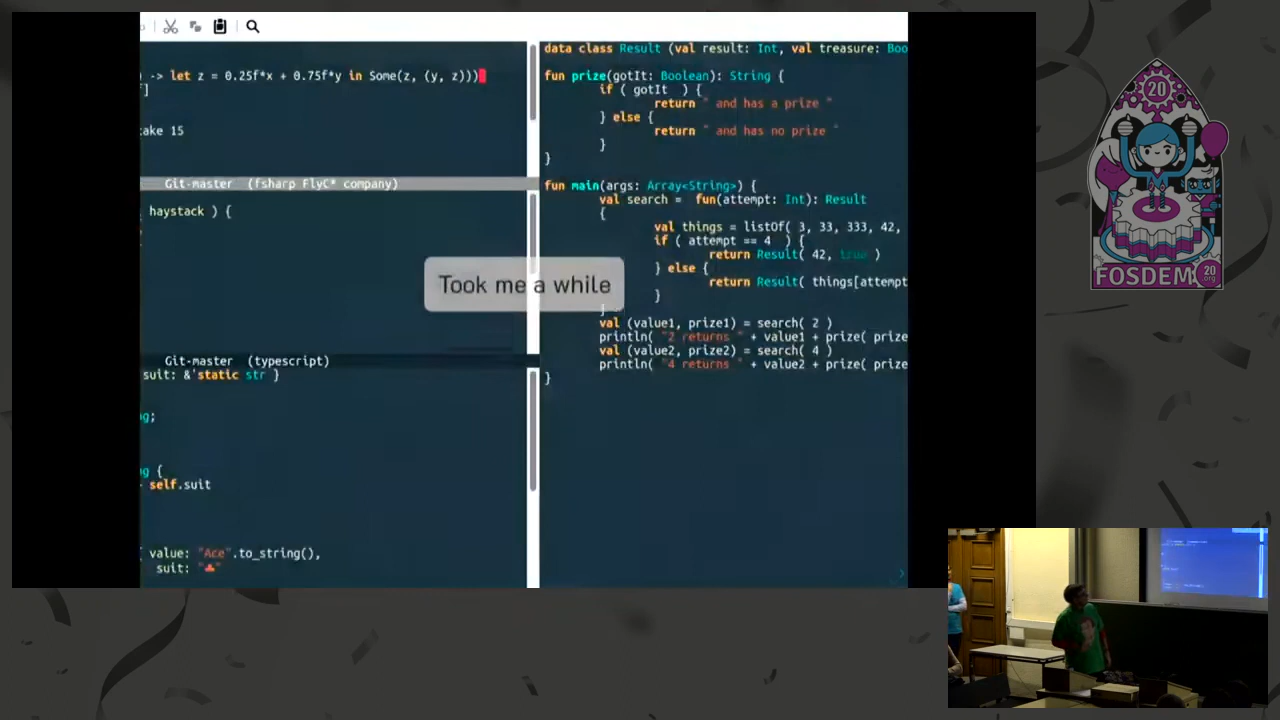 ) -> let z = 0.25f*x + 0.75f*y in Some(z, (y, z)))
f]
take 15
Git-master (fsharp FlyC* company)
haystack ) {
Git-master (typescript)
suit: &'static str }
ng;
ng {
self.suit
{ value: "Ace".to_string(),
suit: "♣"
Took me a while
data class Result (val result: Int, val treasure: Boo
fun prize(gotIt: Boolean): String {
if ( gotIt ) {
return " and has a prize "
} else {
return " and has no prize "
}
}
fun main(args: Array<String>) {
val search = fun(attempt: Int): Result
{
val things = listOf( 3, 33, 333, 42,
if ( attempt == 4 ) {
return Result( 42, true )
} else {
return Result( things[attempt
}
}
val (value1, prize1) = search( 2 )
println( "2 returns " + value1 + prize( prize
val (value2, prize2) = search( 4 )
println( "4 returns " + value2 + prize( prize
}
20
FOSDEM 20
.org